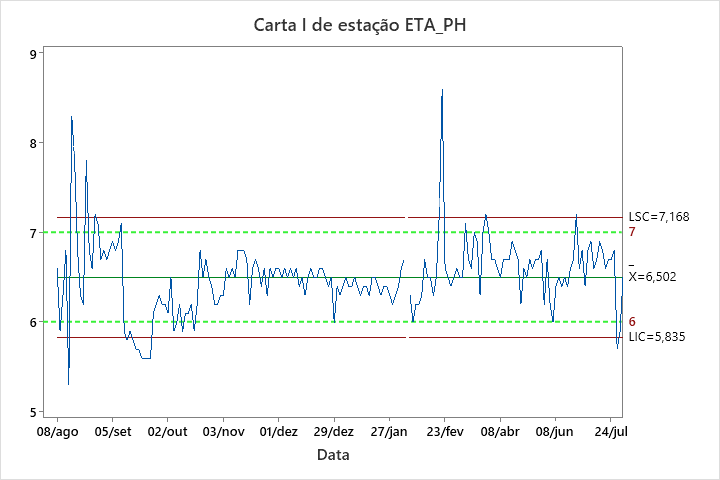 Carta I de estação ETA_PH
9
8
7
6
5
LSC=7,168
7
_
X=6,502
6
LIC=5,835
08/ago 05/set 02/out 03/nov 01/dez 29/dez 27/jan 23/fev 08/abr 08/jun 24/jul
Data